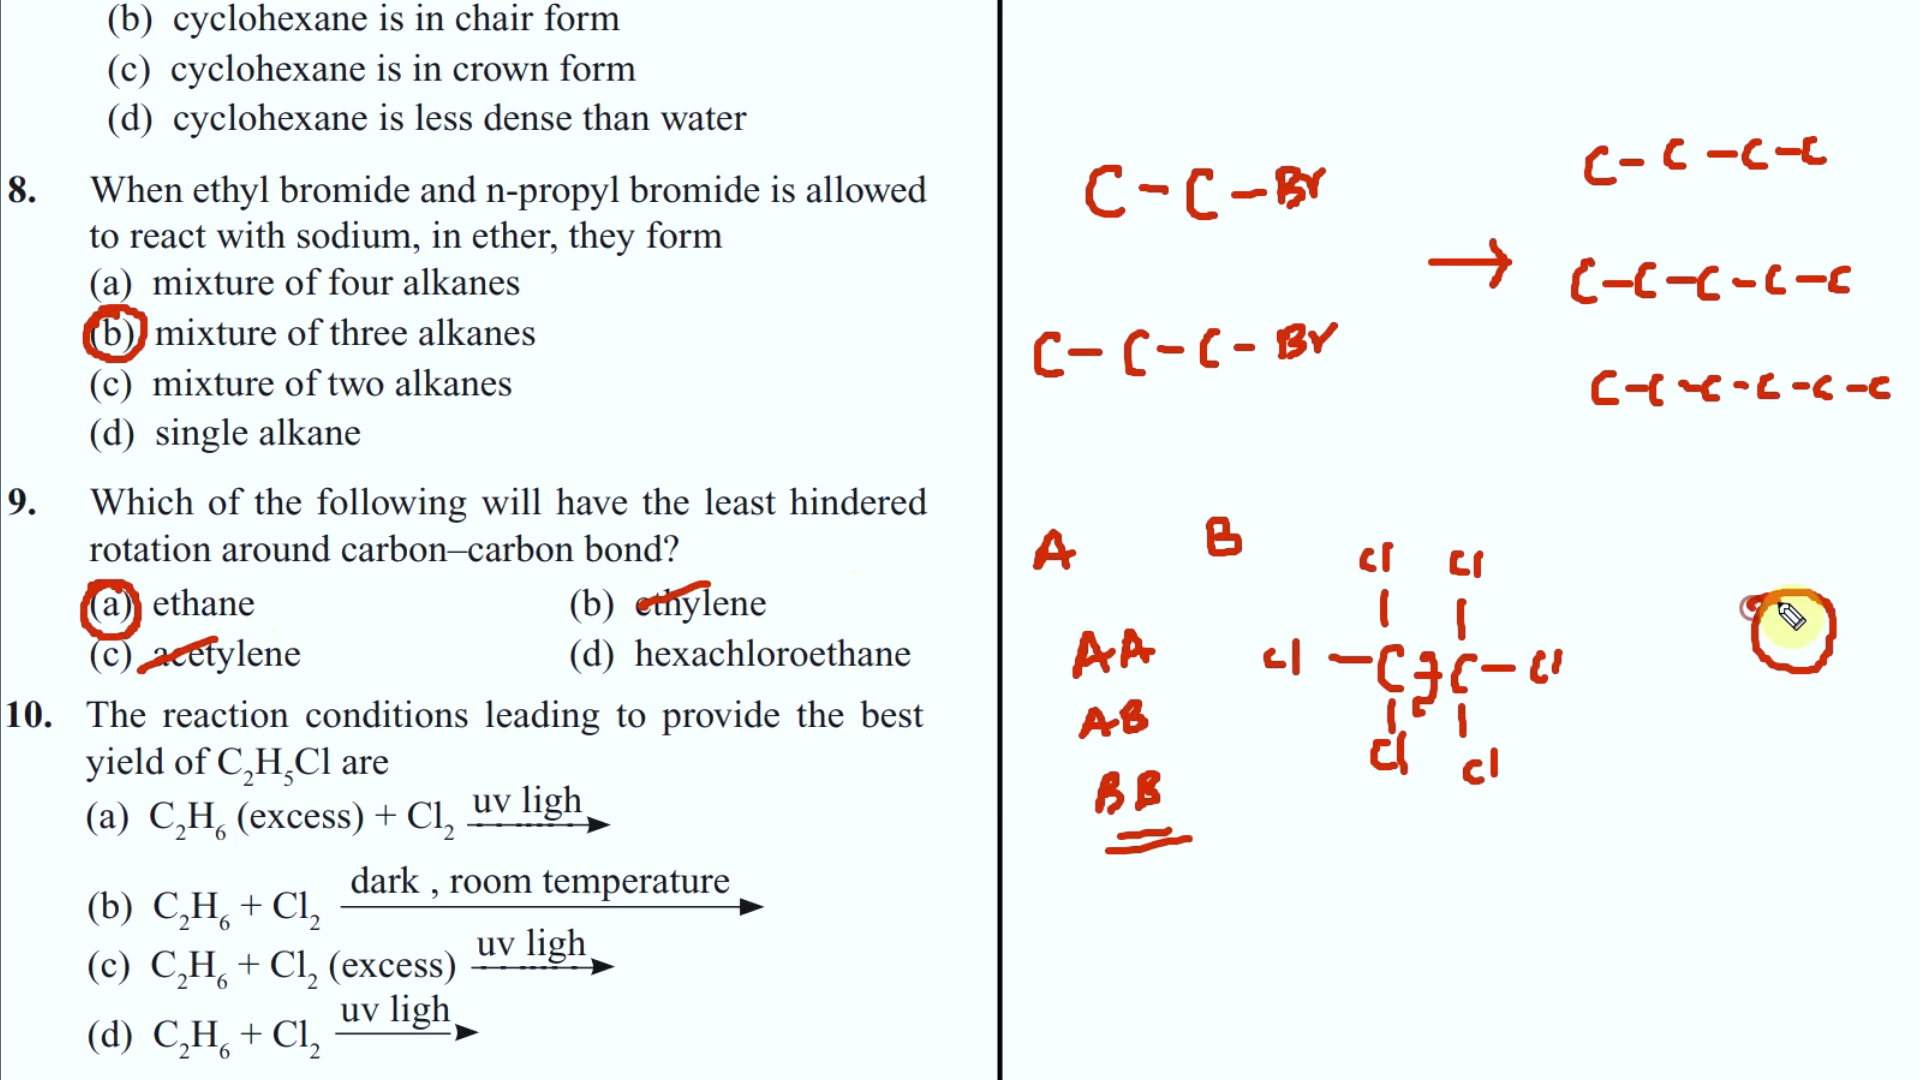 (b) cyclohexane is in chair form
(c) cyclohexane is in crown form
(d) cyclohexane is less dense than water
8. When ethyl bromide and n-propyl bromide is allowed
to react with sodium, in ether, they form
(a) mixture of four alkanes
(b) mixture of three alkanes
(c) mixture of two alkanes
(d) single alkane
9. Which of the following will have the least hindered
rotation around carbon–carbon bond?
(a) ethane (b) ethylene
(c) acetylene (d) hexachloroethane
10. The reaction conditions leading to provide the best
yield of C₂H₅Cl are
(a) C₂H₆ (excess) + Cl₂ uv ligh
(b) C₂H₆ + Cl₂ dark , room temperature
(c) C₂H₆ + Cl₂ (excess) uv ligh
(d) C₂H₆ + Cl₂ uv ligh
C-C-Br
C-C-C-Br
→
C-C-C-C
C-C-C-C-C
C-C-C-C-C-C
A B
AA
AB
BB
Cl Cl
Cl-C C-Cl
Cl Cl